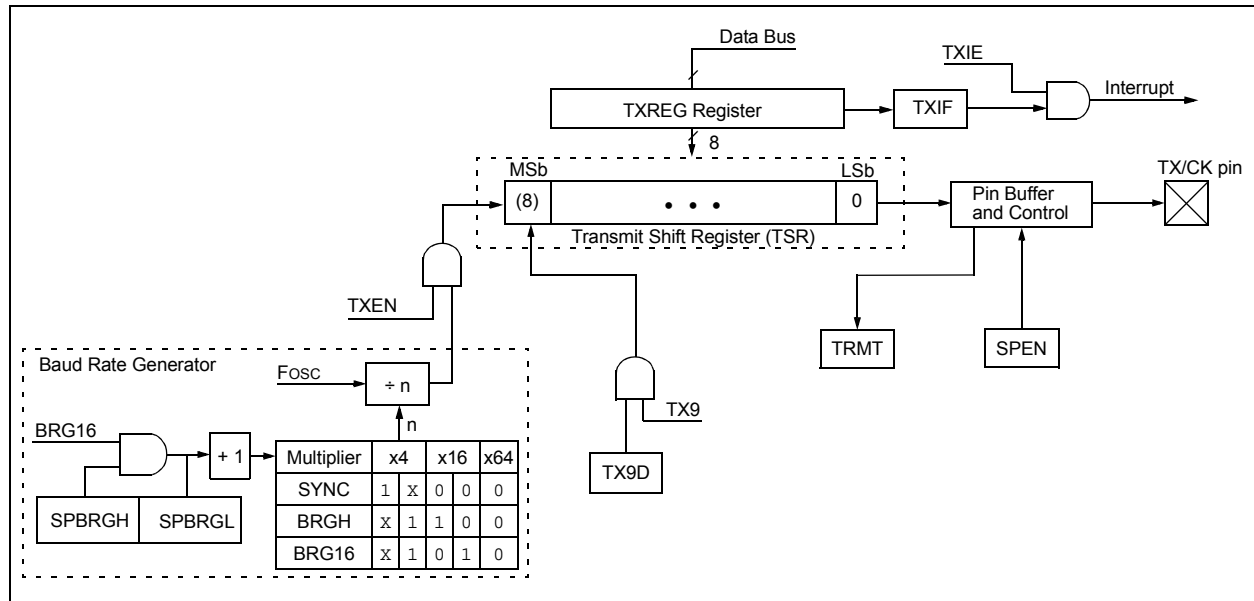 Data Bus
TXIE
Interrupt
TXREG Register
TXIF
8
MSb
LSb
TX/CK pin
(8)
• • •
0
Pin Buffer
and Control
Transmit Shift Register (TSR)
TXEN
TRMT
SPEN
Baud Rate Generator
FOSC
÷ n
n
TX9
BRG16
+ 1
TX9D
Multiplier x4 x16 x64
SYNC 1 X 0 0 0
BRGH X 1 1 0 0
BRG16 X 1 0 1 0
SPBRGH SPBRGL